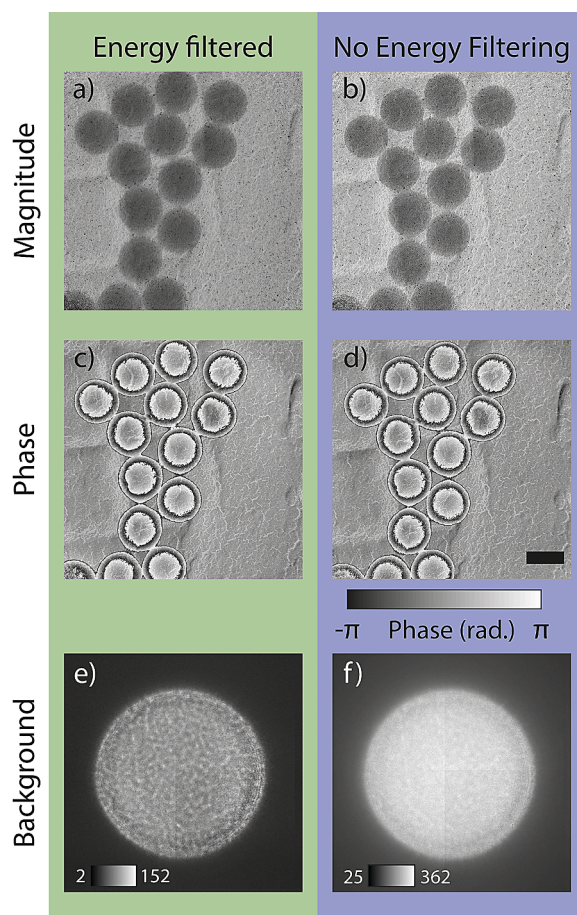 Energy filtered
No Energy Filtering
Magnitude
a)
b)
Phase
c)
d)
-π Phase (rad.) π
Background
e)
f)
2 152
25 362